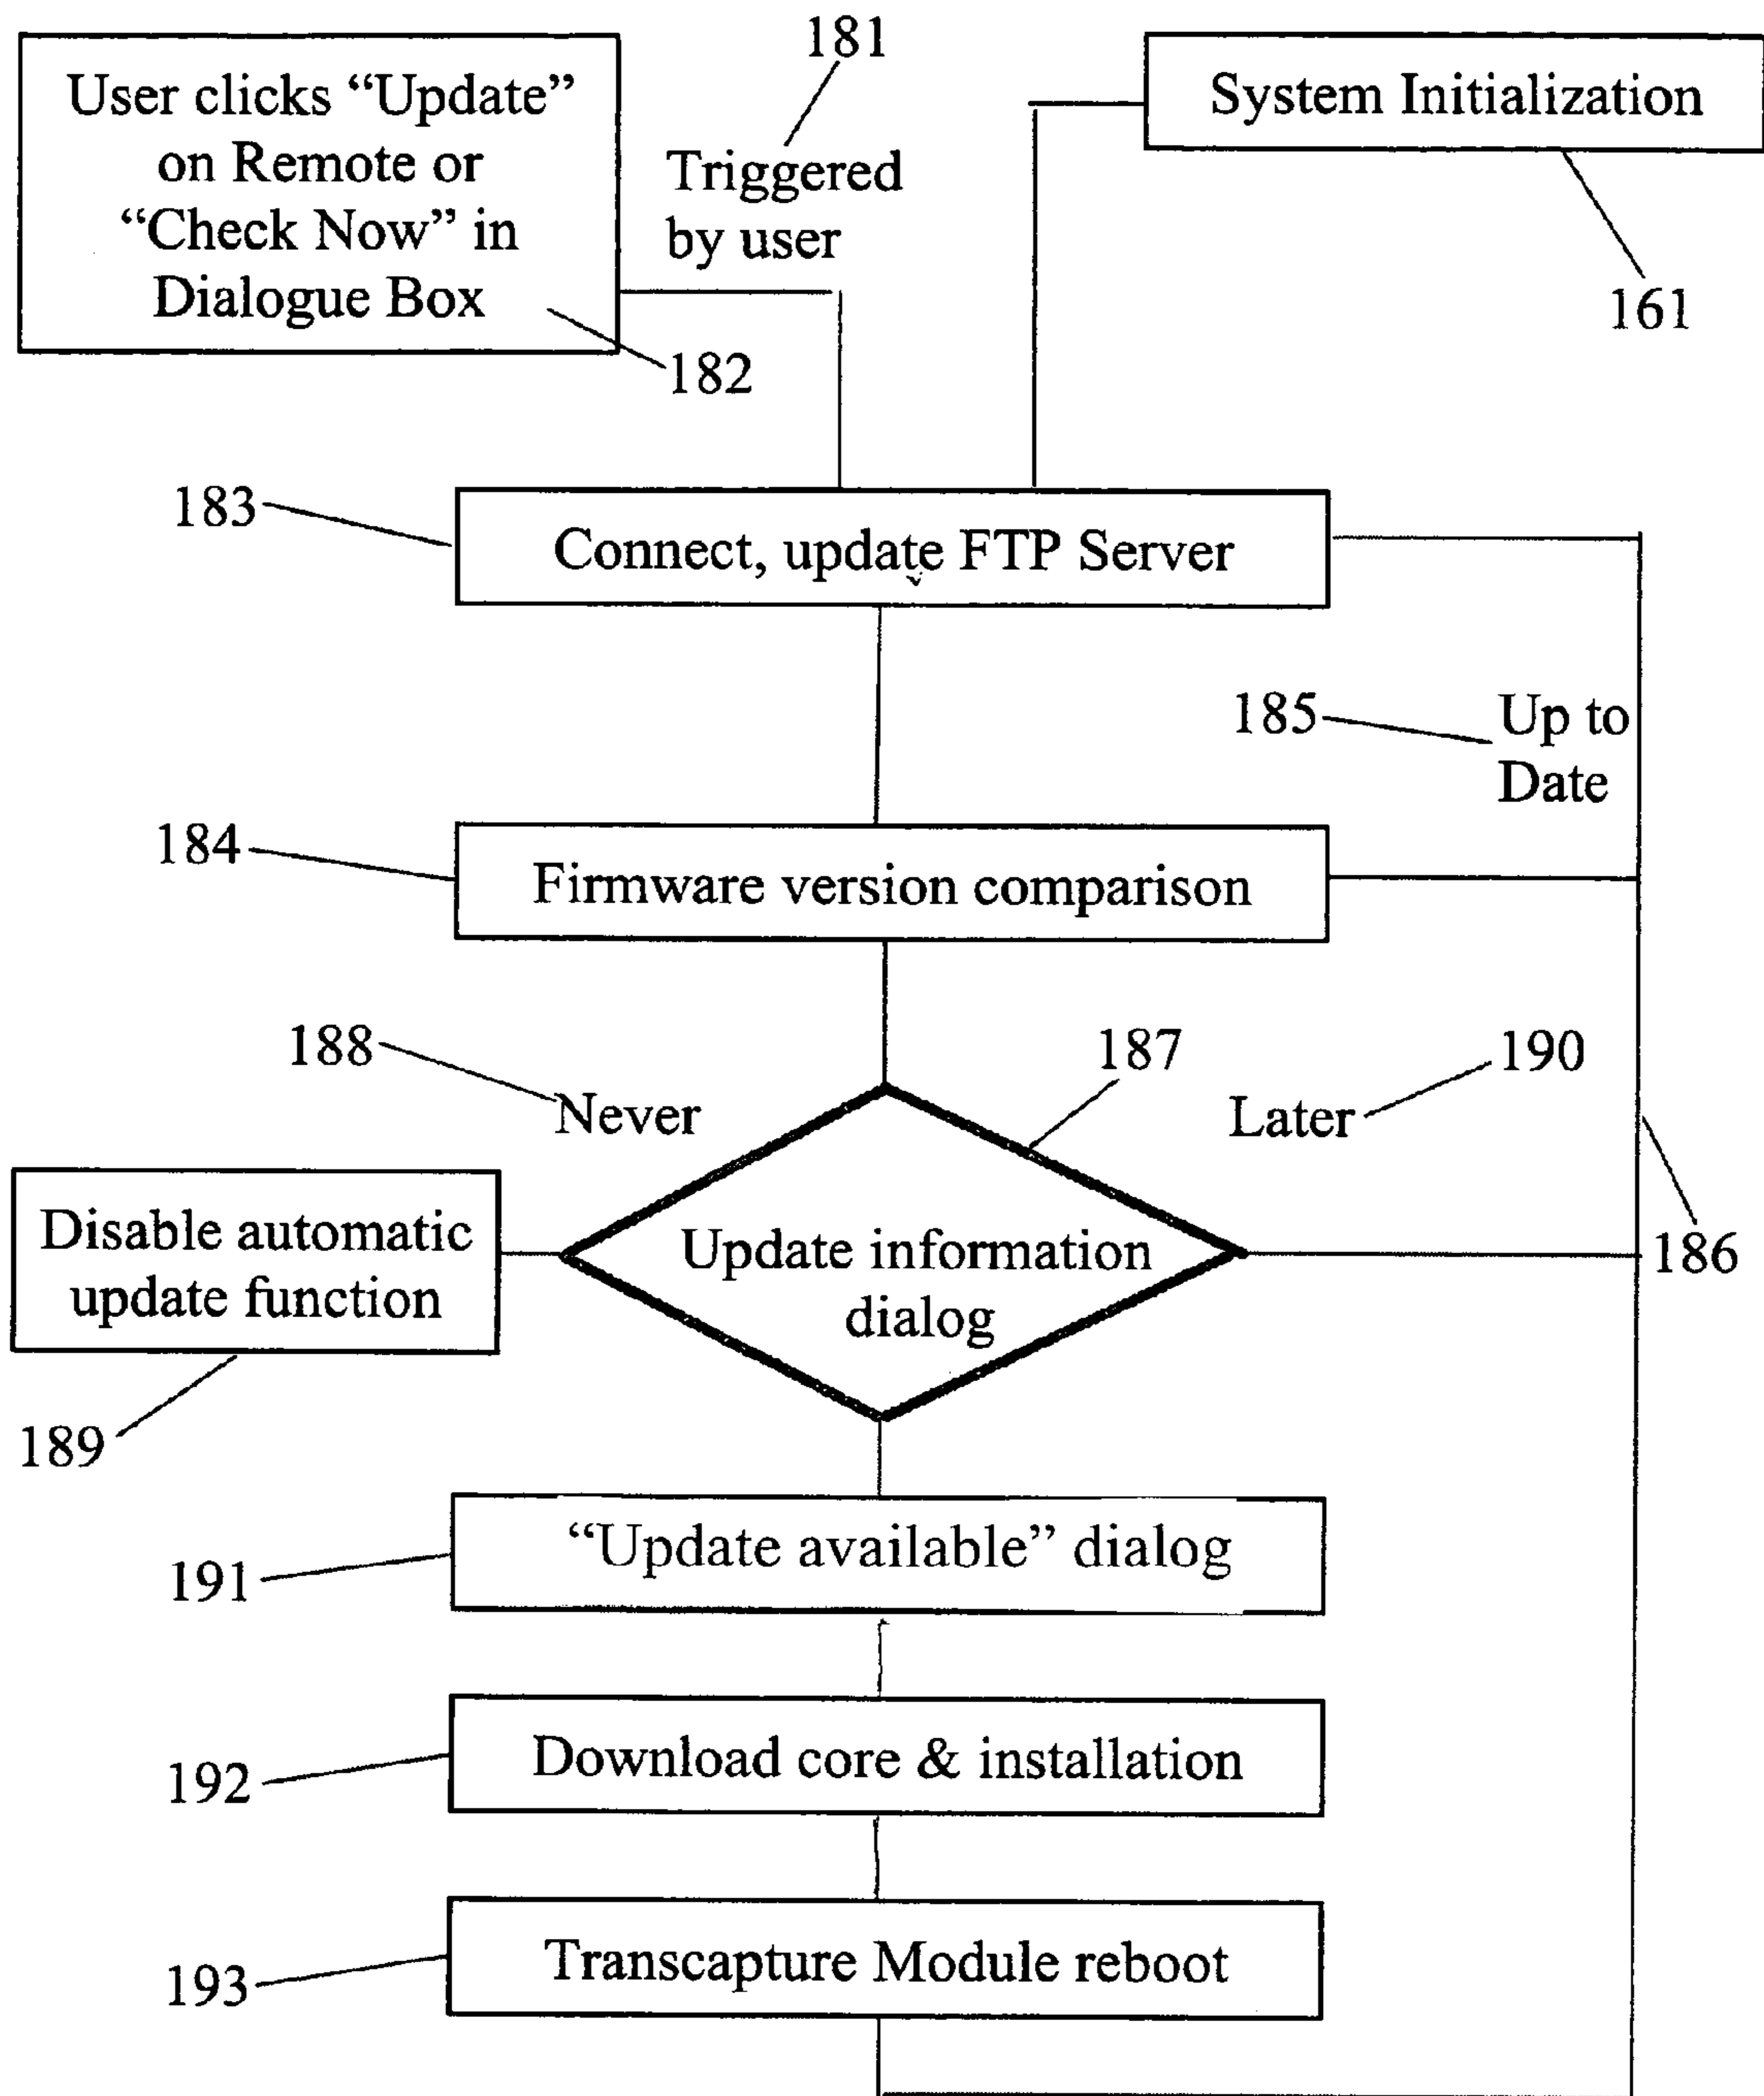 181
User clicks “Update”
on Remote or
“Check Now” in
Dialogue Box
182
Triggered
by user
System Initialization
161
183
Connect, update FTP Server
185
Up to
Date
184
Firmware version comparison
188
Never
187
Later
190
186
Update information
dialog
Disable automatic
update function
189
“Update available” dialog
191
Download core & installation
192
Transcapture Module reboot
193